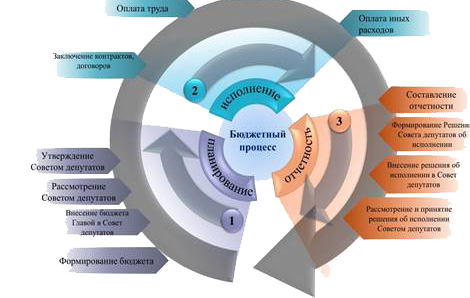 Оплата труда
Оплата иных
расходов
Заключение контрактов,
договоров
2
исполнение
Составление
отчетности
3
Формирование Решения
Совета депутатов об
исполнении
Бюджетный
процесс
планирование
отчетность
Утверждение
Советом депутатов
Внесение решения об
исполнении в Совет
депутатов
Рассмотрение
Советом депутатов
Внесение бюджета
Главой в Совет
депутатов
1
Рассмотрение и принятие
решения об исполнении
Советом депутатов
Формирование бюджета